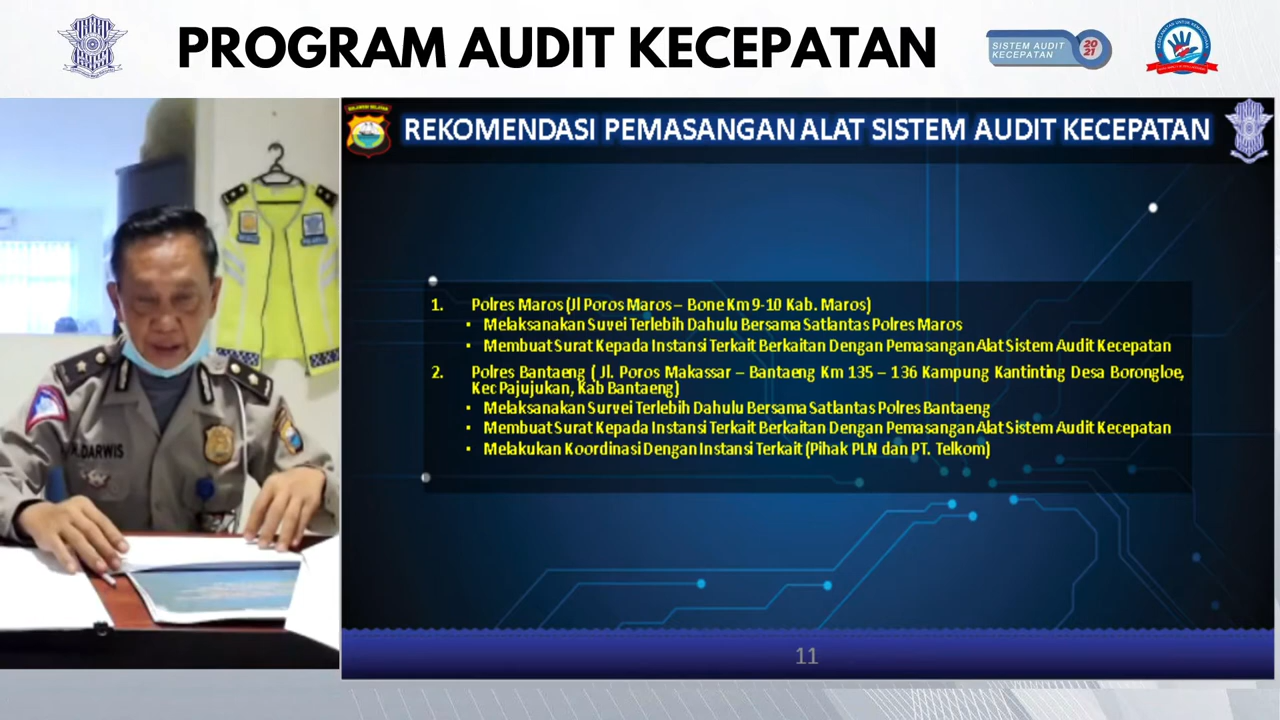 PROGRAM AUDIT KECEPATAN
SISTEM AUDIT
KECEPATAN
20
21
SULAWESI SELATAN
REKOMENDASI PEMASANGAN ALAT SISTEM AUDIT KECEPATAN
1. Polres Maros (Jl Poros Maros – Bone Km 9-10 Kab. Maros)
▪ Melaksanakan Suvei Terlebih Dahulu Bersama Satlantas Polres Maros
▪ Membuat Surat Kepada Instansi Terkait Berkaitan Dengan Pemasangan Alat Sistem Audit Kecepatan
2. Polres Bantaeng ( Jl. Poros Makassar – Bantaeng Km 135 – 136 Kampung Kantinting Desa Borongloe,
Kec Pajujukan, Kab Bantaeng)
▪ Melaksanakan Survei Terlebih Dahulu Bersama Satlantas Polres Bantaeng
▪ Membuat Surat Kepada Instansi Terkait Berkaitan Dengan Pemasangan Alat Sistem Audit Kecepatan
▪ Melakukan Koordinasi Dengan Instansi Terkait (Pihak PLN dan PT. Telkom)
DARWIS
11